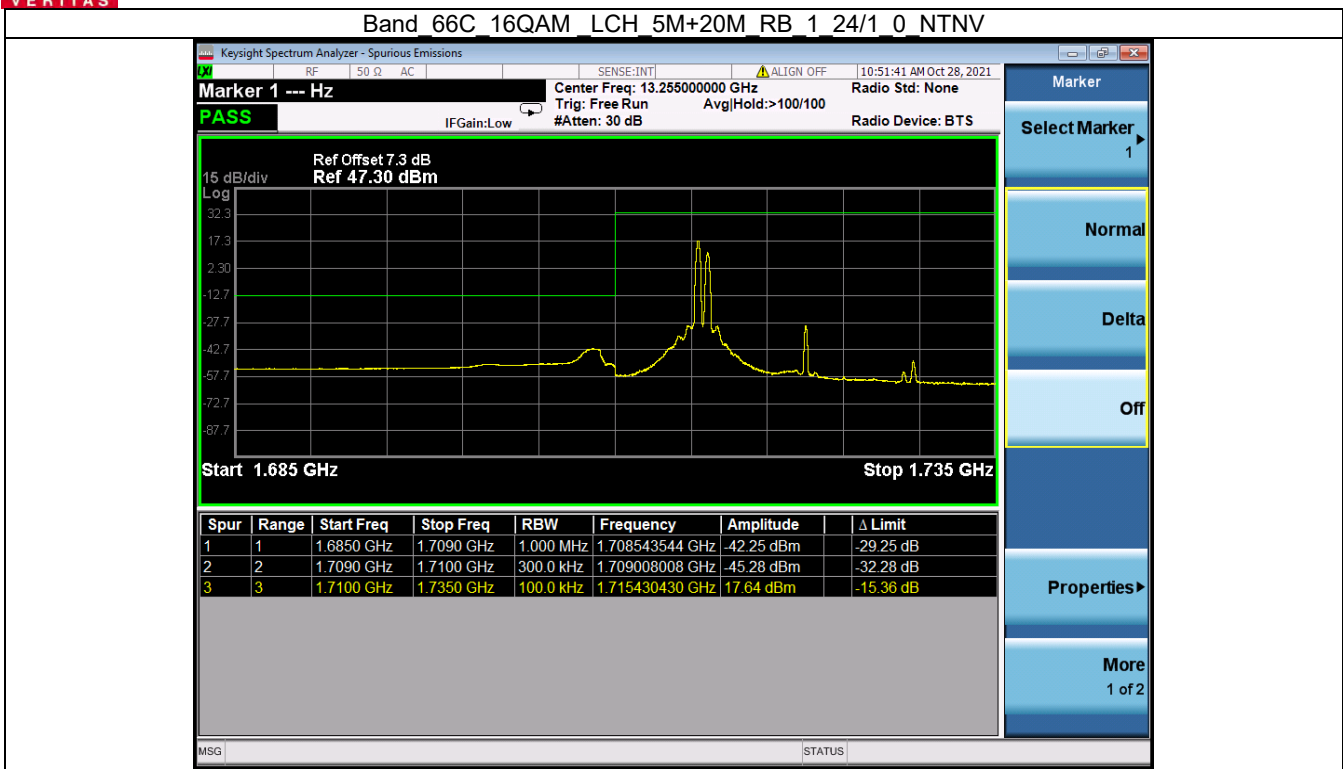 VERITAS
Band_66C_16QAM _LCH_5M+20M_RB_1_24/1_0_NTNV
Keysight Spectrum Analyzer - Spurious Emissions
LXI RF 50 Ω AC SENSE:INT ALIGN OFF 10:51:41 AM Oct 28, 2021
Marker 1 --- Hz
Center Freq: 13.255000000 GHz
Radio Std: None
Trig: Free Run Avg|Hold:>100/100
PASS
IFGain:Low
#Atten: 30 dB
Radio Device: BTS
Ref Offset 7.3 dB
15 dB/div Ref 47.30 dBm
Log
32.3
17.3
2.30
-12.7
-27.7
-42.7
-57.7
-72.7
-87.7
Start 1.685 GHz Stop 1.735 GHz
Spur Range Start Freq Stop Freq RBW Frequency Amplitude Δ Limit
1 1 1.6850 GHz 1.7090 GHz 1.000 MHz 1.708543544 GHz -42.25 dBm -29.25 dB
2 2 1.7090 GHz 1.7100 GHz 300.0 kHz 1.709008008 GHz -45.28 dBm -32.28 dB
3 3 1.7100 GHz 1.7350 GHz 100.0 kHz 1.715430430 GHz 17.64 dBm -15.36 dB
MSG STATUS
Marker
Select Marker
1
Normal
Delta
Off
Properties
More
1 of 2